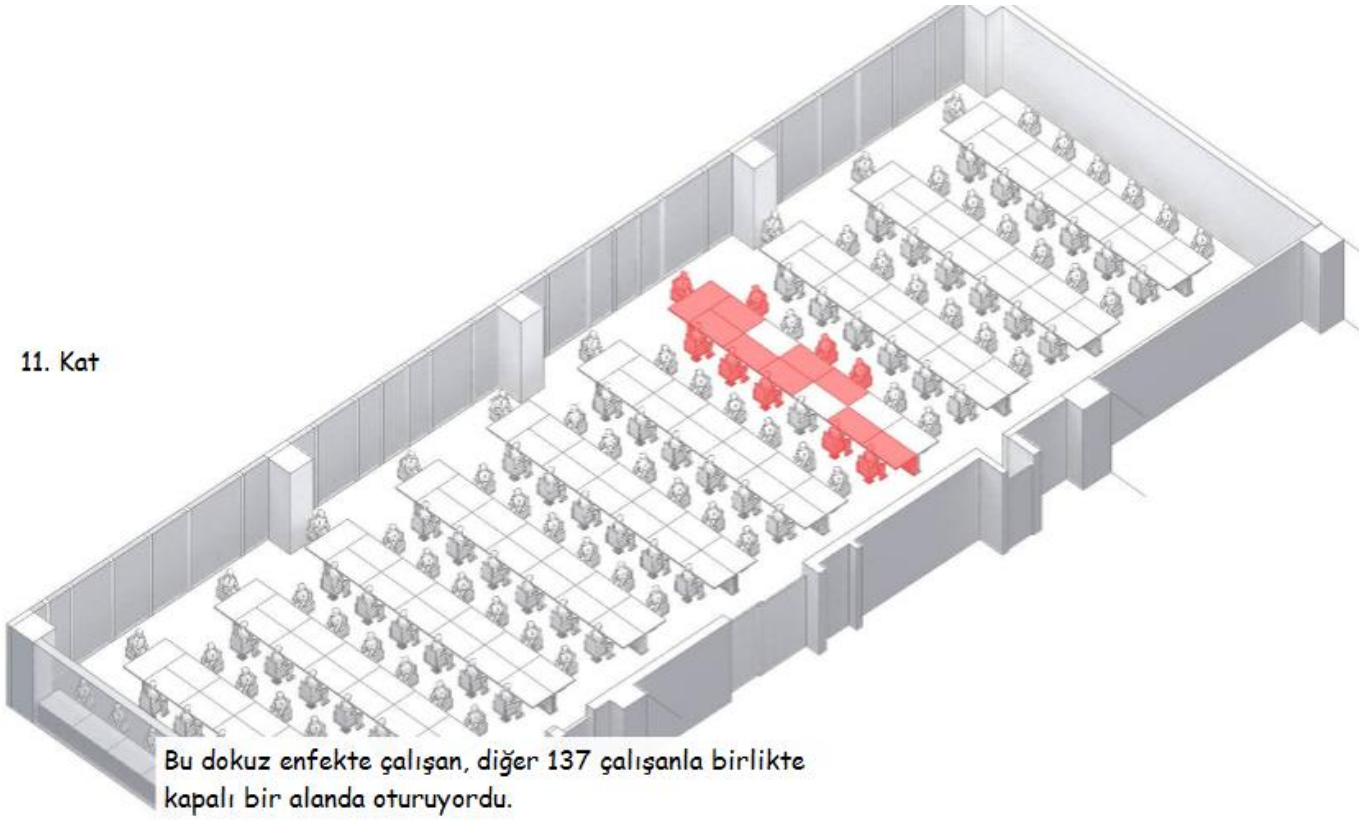 11. Kat
Bu dokuz enfekte çalışan, diğer 137 çalışanla birlikte
kapalı bir alanda oturuyordu.